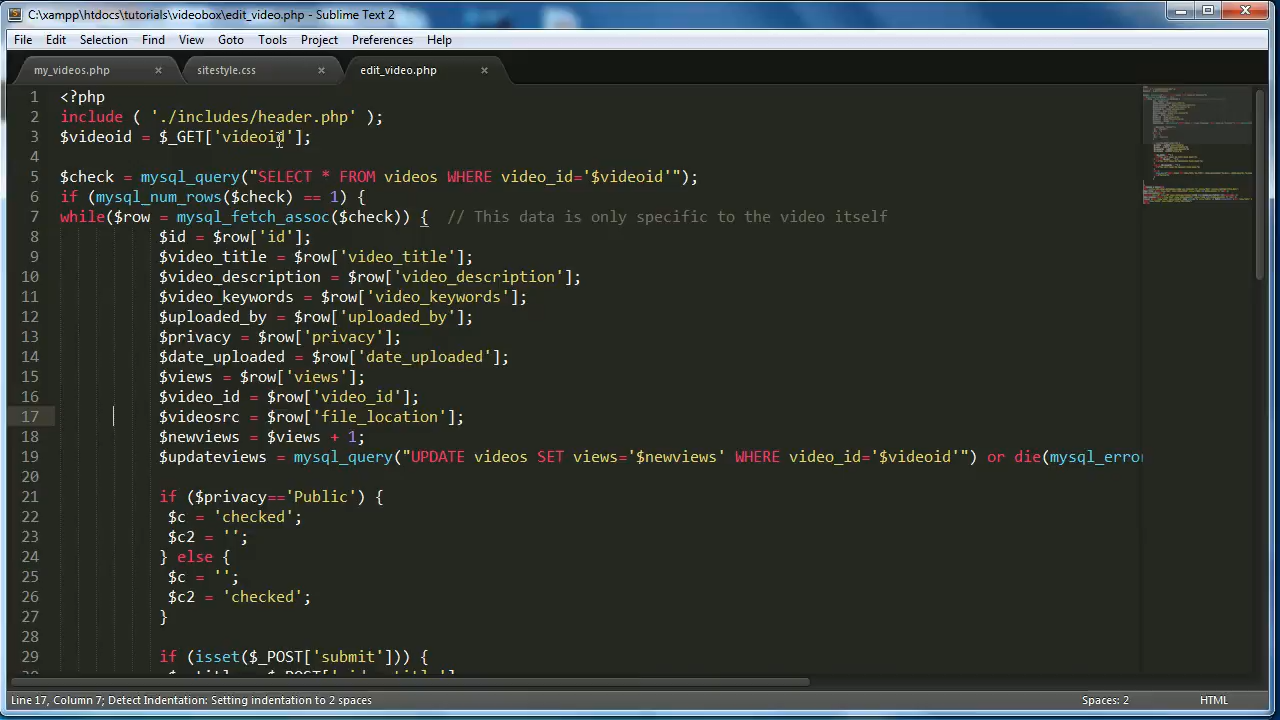 C:\xampp\htdocs\tutorials\videobox\edit_video.php - Sublime Text 2
File Edit Selection Find View Goto Tools Project Preferences Help
my_videos.php sitestyle.css edit_video.php
1 <?php
2 include ( './includes/header.php' );
3 $videoid = $_GET['videoid'];
4
5 $check = mysql_query("SELECT * FROM videos WHERE video_id='$videoid'");
6 if (mysql_num_rows($check) == 1) {
7 while($row = mysql_fetch_assoc($check)) { // This data is only specific to the video itself
8 $id = $row['id'];
9 $video_title = $row['video_title'];
10 $video_description = $row['video_description'];
11 $video_keywords = $row['video_keywords'];
12 $uploaded_by = $row['uploaded_by'];
13 $privacy = $row['privacy'];
14 $date_uploaded = $row['date_uploaded'];
15 $views = $row['views'];
16 $video_id = $row['video_id'];
17 $videosrc = $row['file_location'];
18 $newviews = $views + 1;
19 $updateviews = mysql_query("UPDATE videos SET views='$newviews' WHERE video_id='$videoid'") or die(mysql_erro
20
21 if ($privacy=='Public') {
22 $c = 'checked';
23 $c2 = '';
24 } else {
25 $c = '';
26 $c2 = 'checked';
27 }
28
29 if (isset($_POST['submit'])) {
Line 17, Column 7; Detect Indentation: Setting indentation to 2 spaces Spaces: 2 HTML